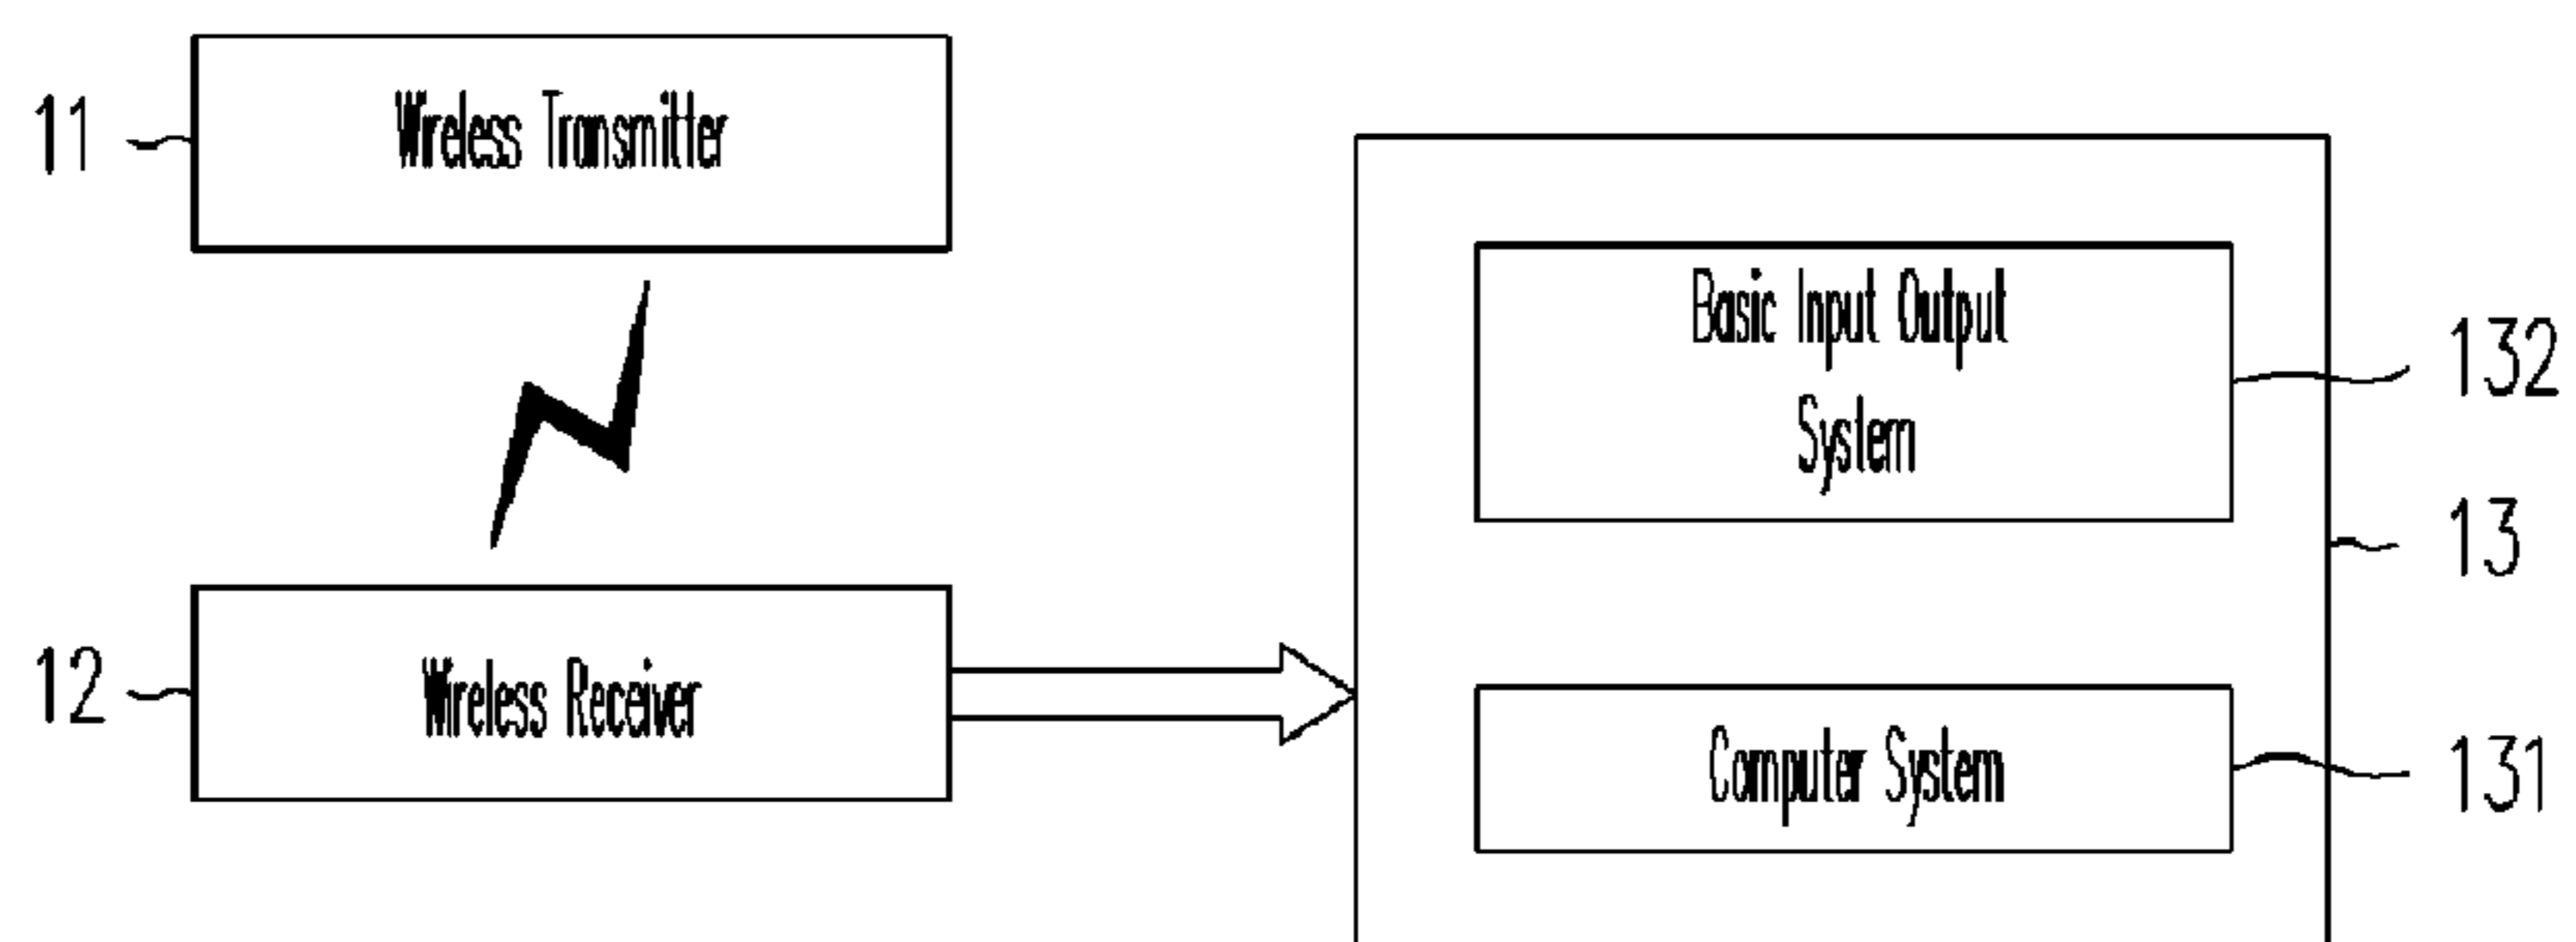 11
Wireless Transmitter
Basic Input Output
System
132
13
12
Wireless Receiver
Computer System
131